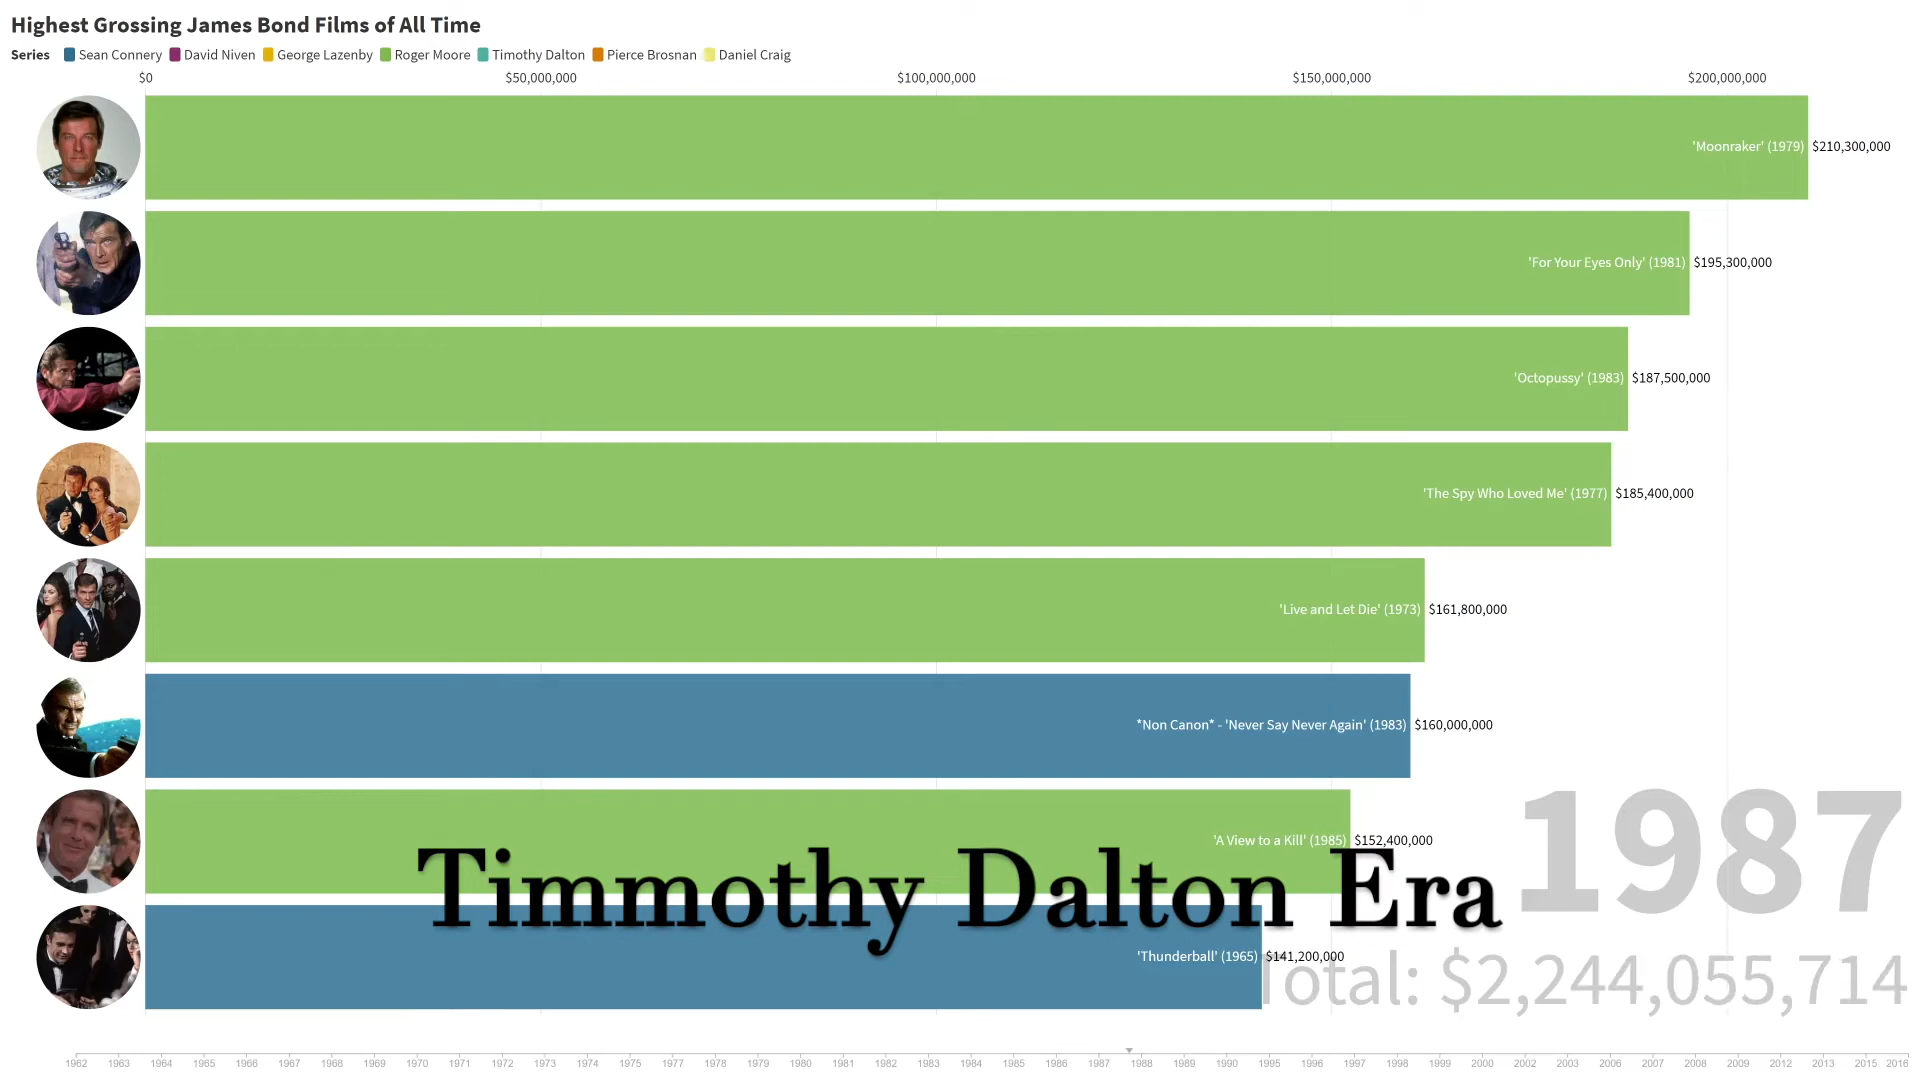 Highest Grossing James Bond Films of All Time
Series Sean Connery David Niven George Lazenby Roger Moore Timothy Dalton Pierce Brosnan Daniel Craig
$0 $50,000,000 $100,000,000 $150,000,000 $200,000,000
'Moonraker' (1979) $210,300,000
'For Your Eyes Only' (1981) $195,300,000
'Octopussy' (1983) $187,500,000
'The Spy Who Loved Me' (1977) $185,400,000
'Live and Let Die' (1973) $161,800,000
*Non Canon* - 'Never Say Never Again' (1983) $160,000,000
'A View to a Kill' (1985) $152,400,000
1987
Timmothy Dalton Era
'Thunderball' (1965) $141,200,000
Total: $2,244,055,714
1962 1963 1964 1965 1966 1967 1968 1969 1970 1971 1972 1973 1974 1975 1977 1978 1979 1980 1981 1982 1983 1984 1985 1986 1987 1988 1989 1990 1995 1996 1997 1998 1999 2000 2002 2003 2006 2007 2008 2009 2012 2013 2015 2016